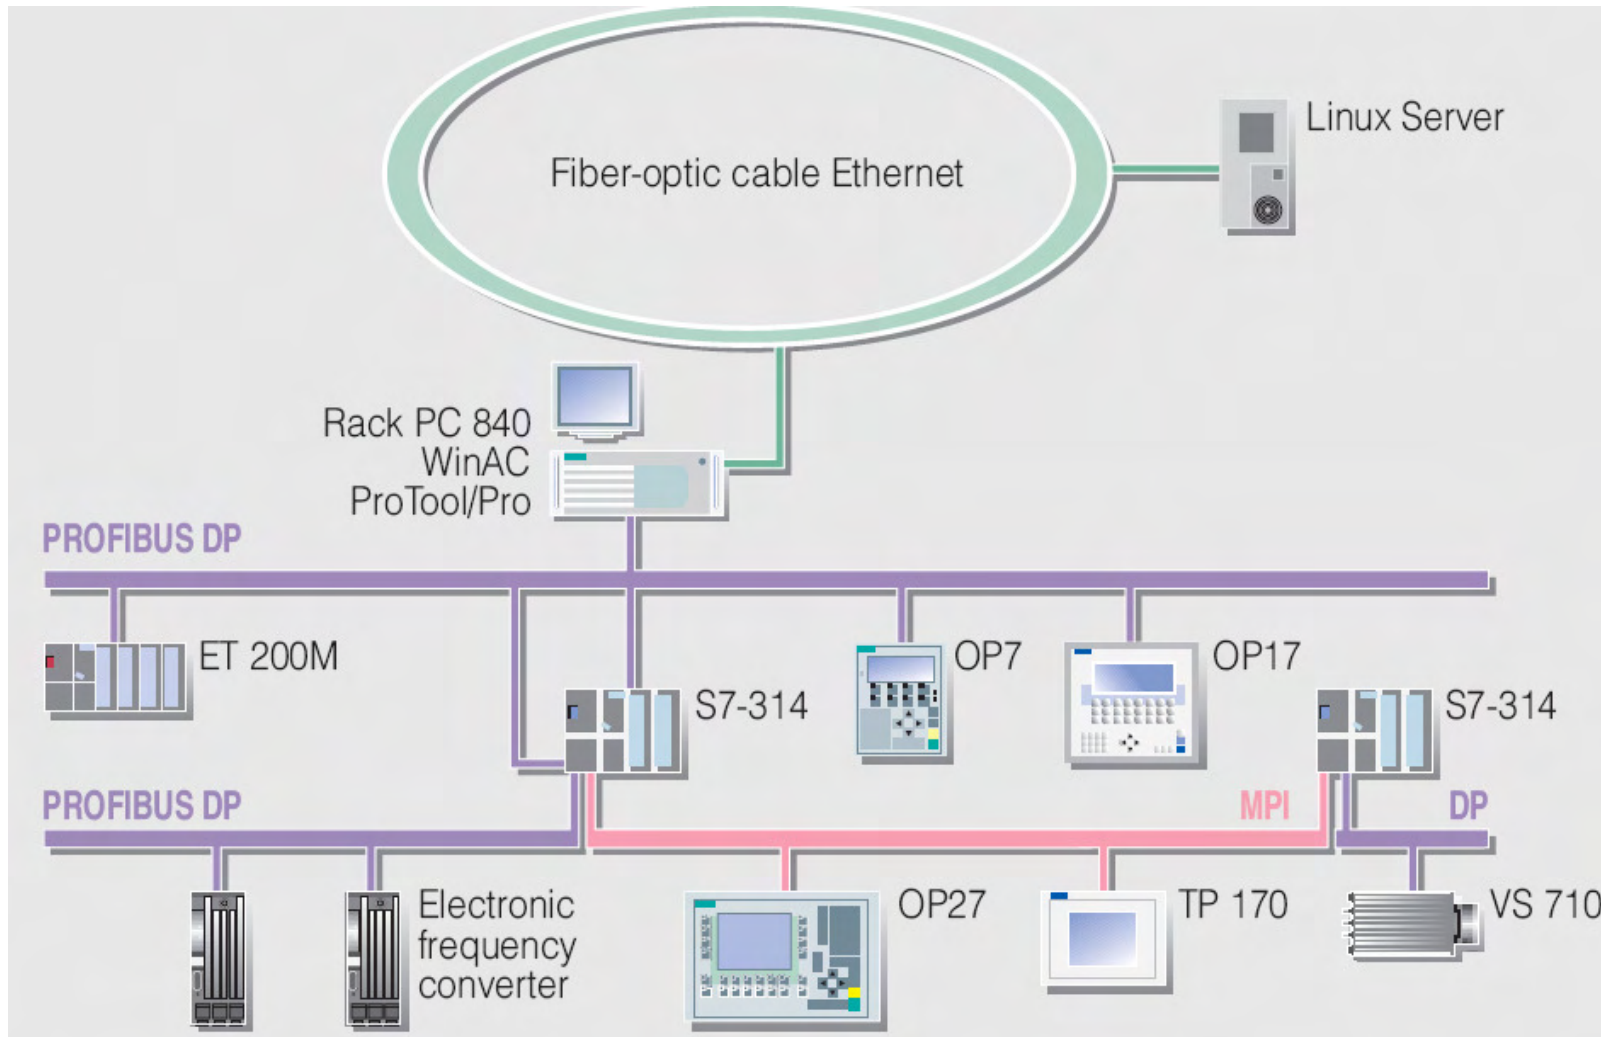 Fiber-optic cable Ethernet
Linux Server
Rack PC 840
WinAC
ProTool/Pro
PROFIBUS DP
ET 200M
S7-314
OP7
OP17
S7-314
PROFIBUS DP
MPI
DP
Electronic
frequency
converter
OP27
TP 170
VS 710